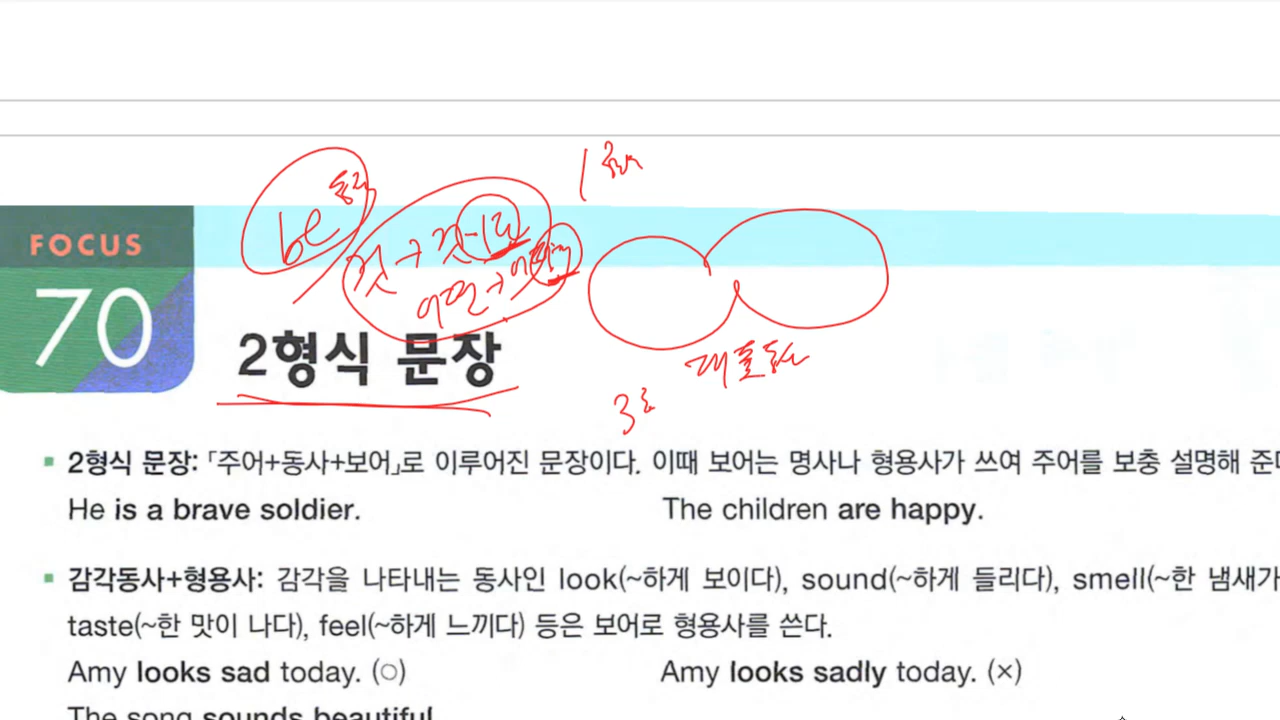 be
FOCUS
70
2형식 문장
2형식 문장: 「주어+동사+보어」로 이루어진 문장이다. 이때 보어는 명사나 형용사가 쓰여 주어를 보충 설명해 준
He is a brave soldier. The children are happy.
감각동사+형용사: 감각을 나타내는 동사인 look(~하게 보이다), sound(~하게 들리다), smell(~한 냄새가
taste(~한 맛이 나다), feel(~하게 느끼다) 등은 보어로 형용사를 쓴다.
Amy looks sad today. (○) Amy looks sadly today. (×)
The song sounds beautiful